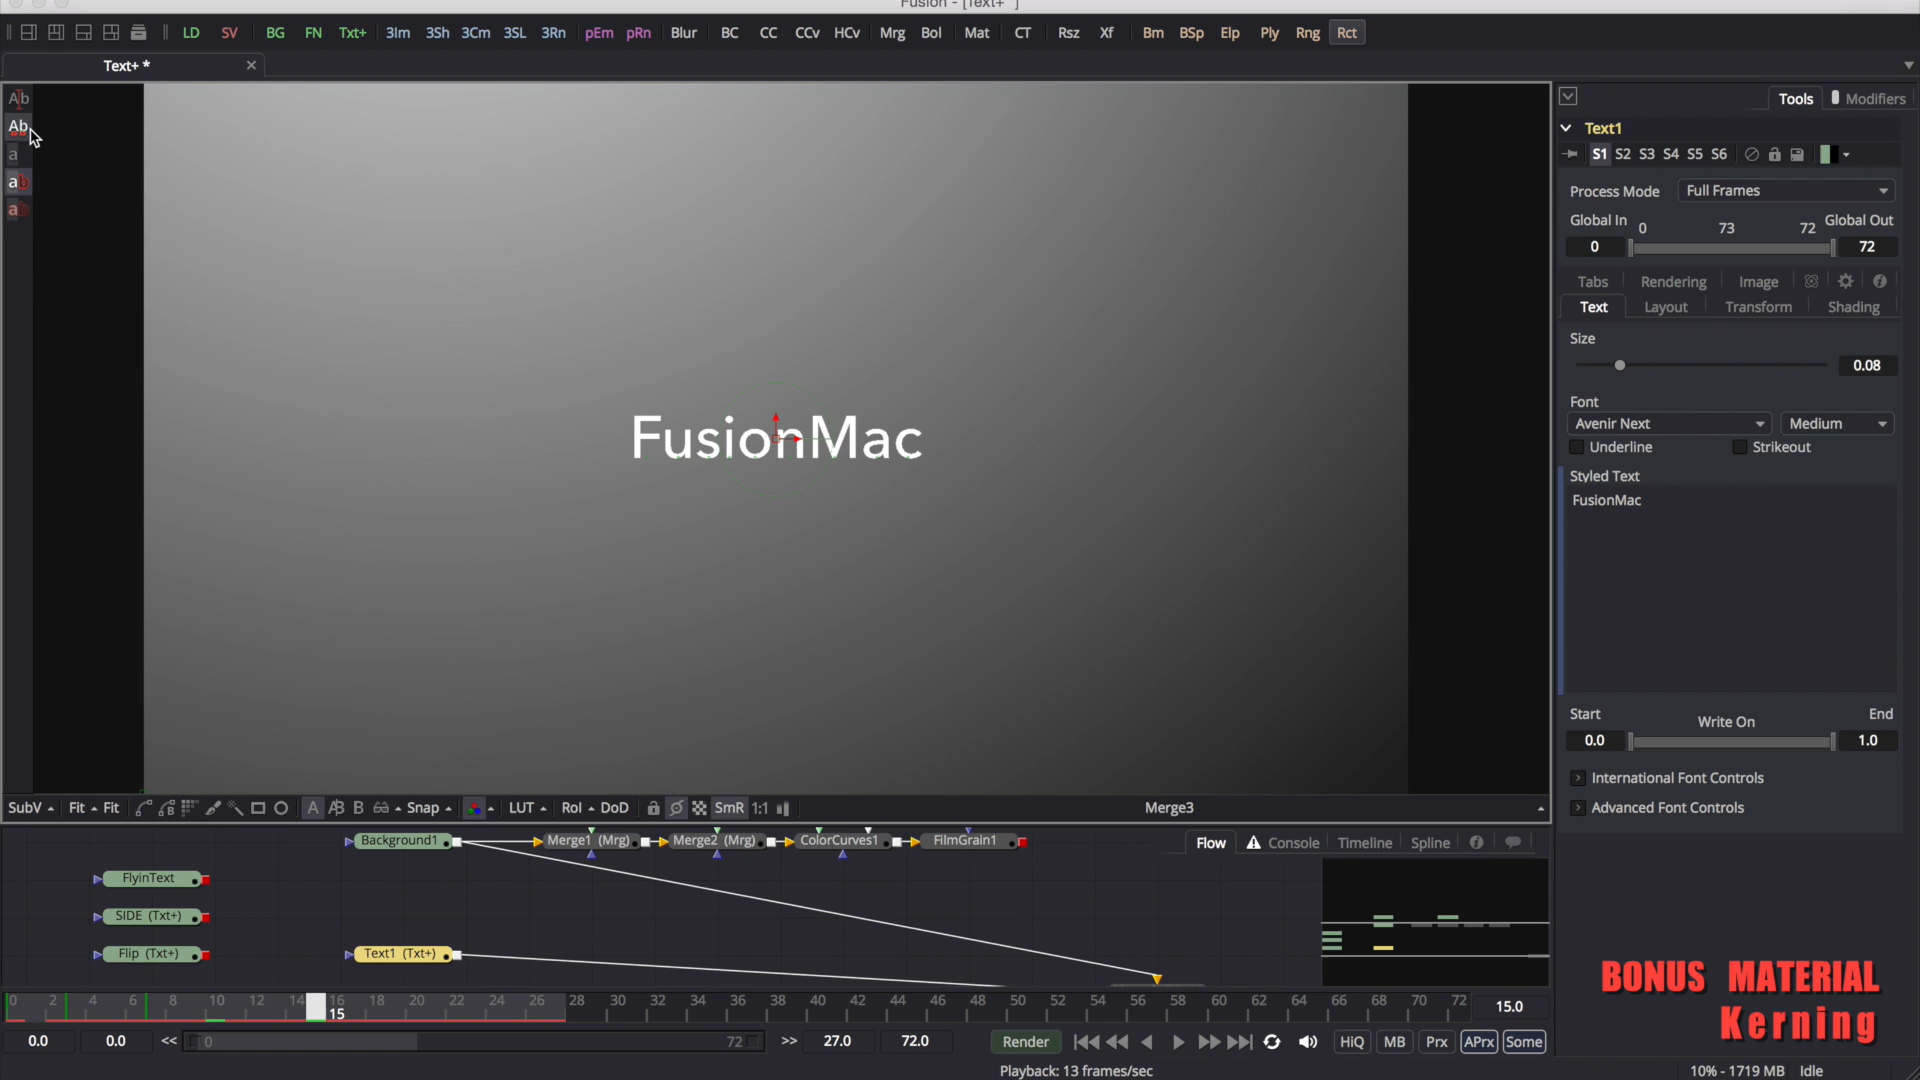 Fusion - [Text+ *]
LD SV BG FN Txt+ 3Im 3Sh 3Cm 3SL 3Rn pEm pRn Blur BC CC CCv HCv Mrg Bol Mat CT Rsz Xf Bm BSp Elp Ply Rng Rct
Text+ *
Ab
Ab
a
ab
ab
FusionMac
Tools Modifiers
Text1
S1 S2 S3 S4 S5 S6
Process Mode Full Frames
Global In 0 73 72 Global Out
0 72
Tabs Rendering Image
Text Layout Transform Shading
Size
0.08
Font
Avenir Next Medium
Underline Strikeout
Styled Text
FusionMac
Start Write On End
0.0 1.0
International Font Controls
Advanced Font Controls
SubV Fit Fit A B Snap LUT RoI DoD SmR 1:1 Merge3
Background1 Merge1 (Mrg) Merge2 (Mrg) ColorCurves1 FilmGrain1
Flow Console Timeline Spline
FlyinText
SIDE (Txt+)
Flip (Txt+) Text1 (Txt+)
0 2 4 6 8 10 12 14 16 18 20 22 24 26 28 30 32 34 36 38 40 42 44 46 48 50 52 54 56 58 60 62 64 66 68 70 72
15 15.0
0.0 0.0 << 0 72 >> 27.0 72.0 Render HiQ MB Prx APrx Some
Playback: 13 frames/sec 10% - 1719 MB Idle
BONUS MATERIAL
Kerning